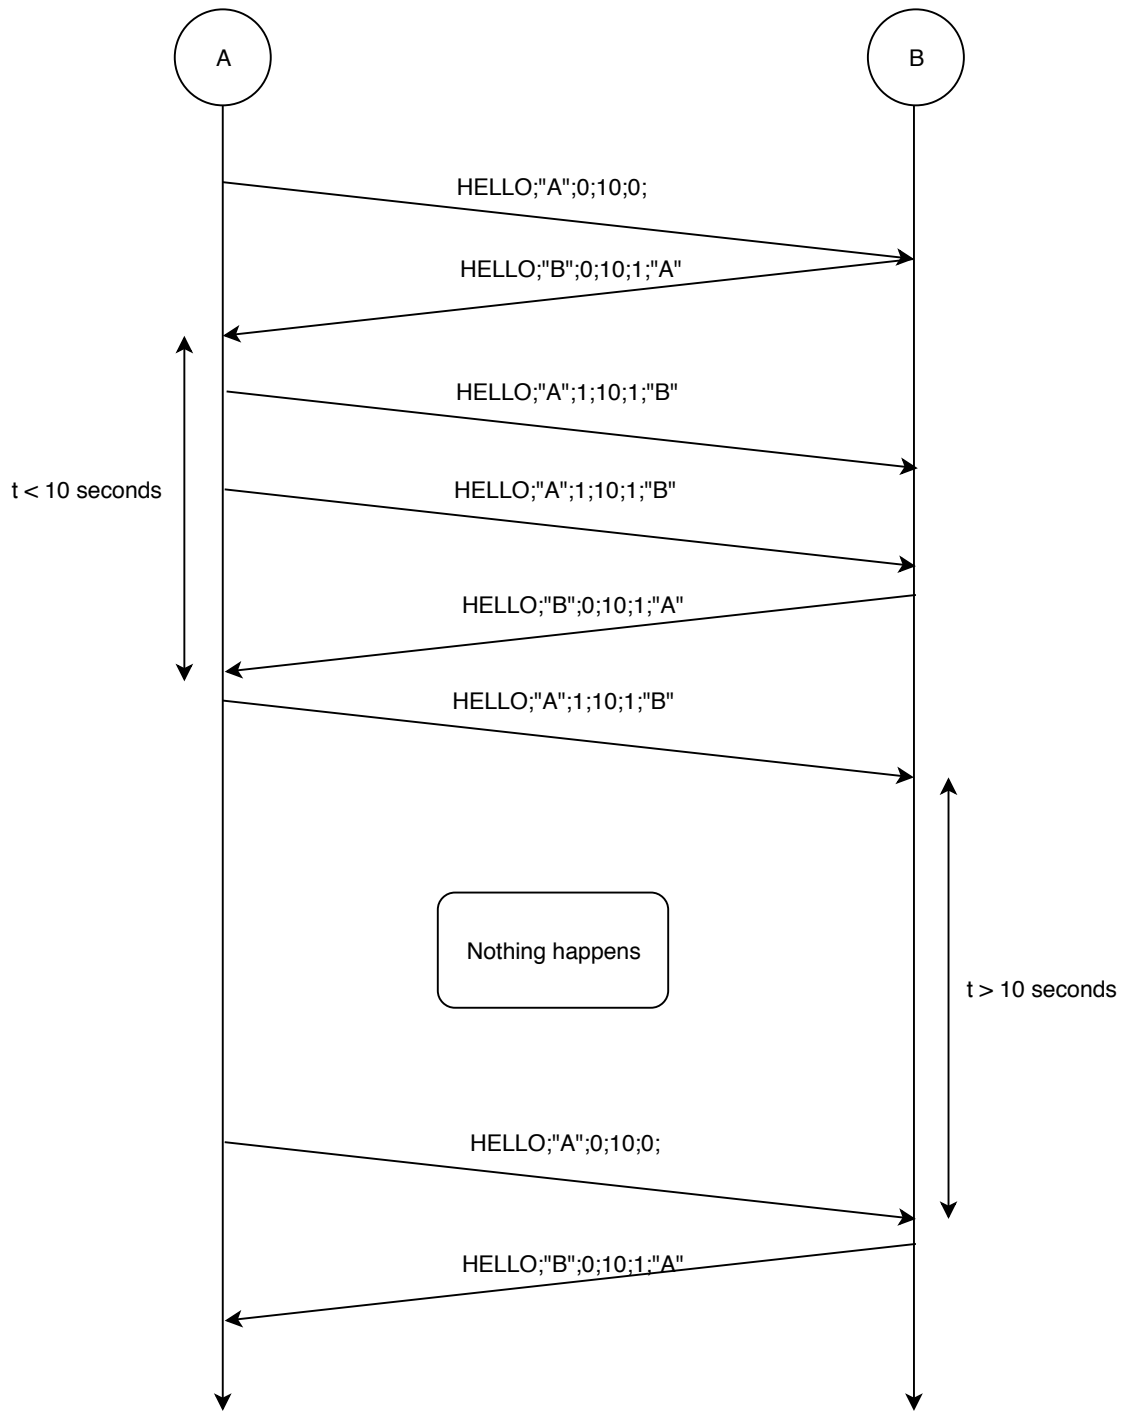 A
B
HELLO;"A";0;10;0;
HELLO;"B";0;10;1;"A"
HELLO;"A";1;10;1;"B"
t < 10 seconds
HELLO;"A";1;10;1;"B"
HELLO;"B";0;10;1;"A"
HELLO;"A";1;10;1;"B"
Nothing happens
t > 10 seconds
HELLO;"A";0;10;0;
HELLO;"B";0;10;1;"A"